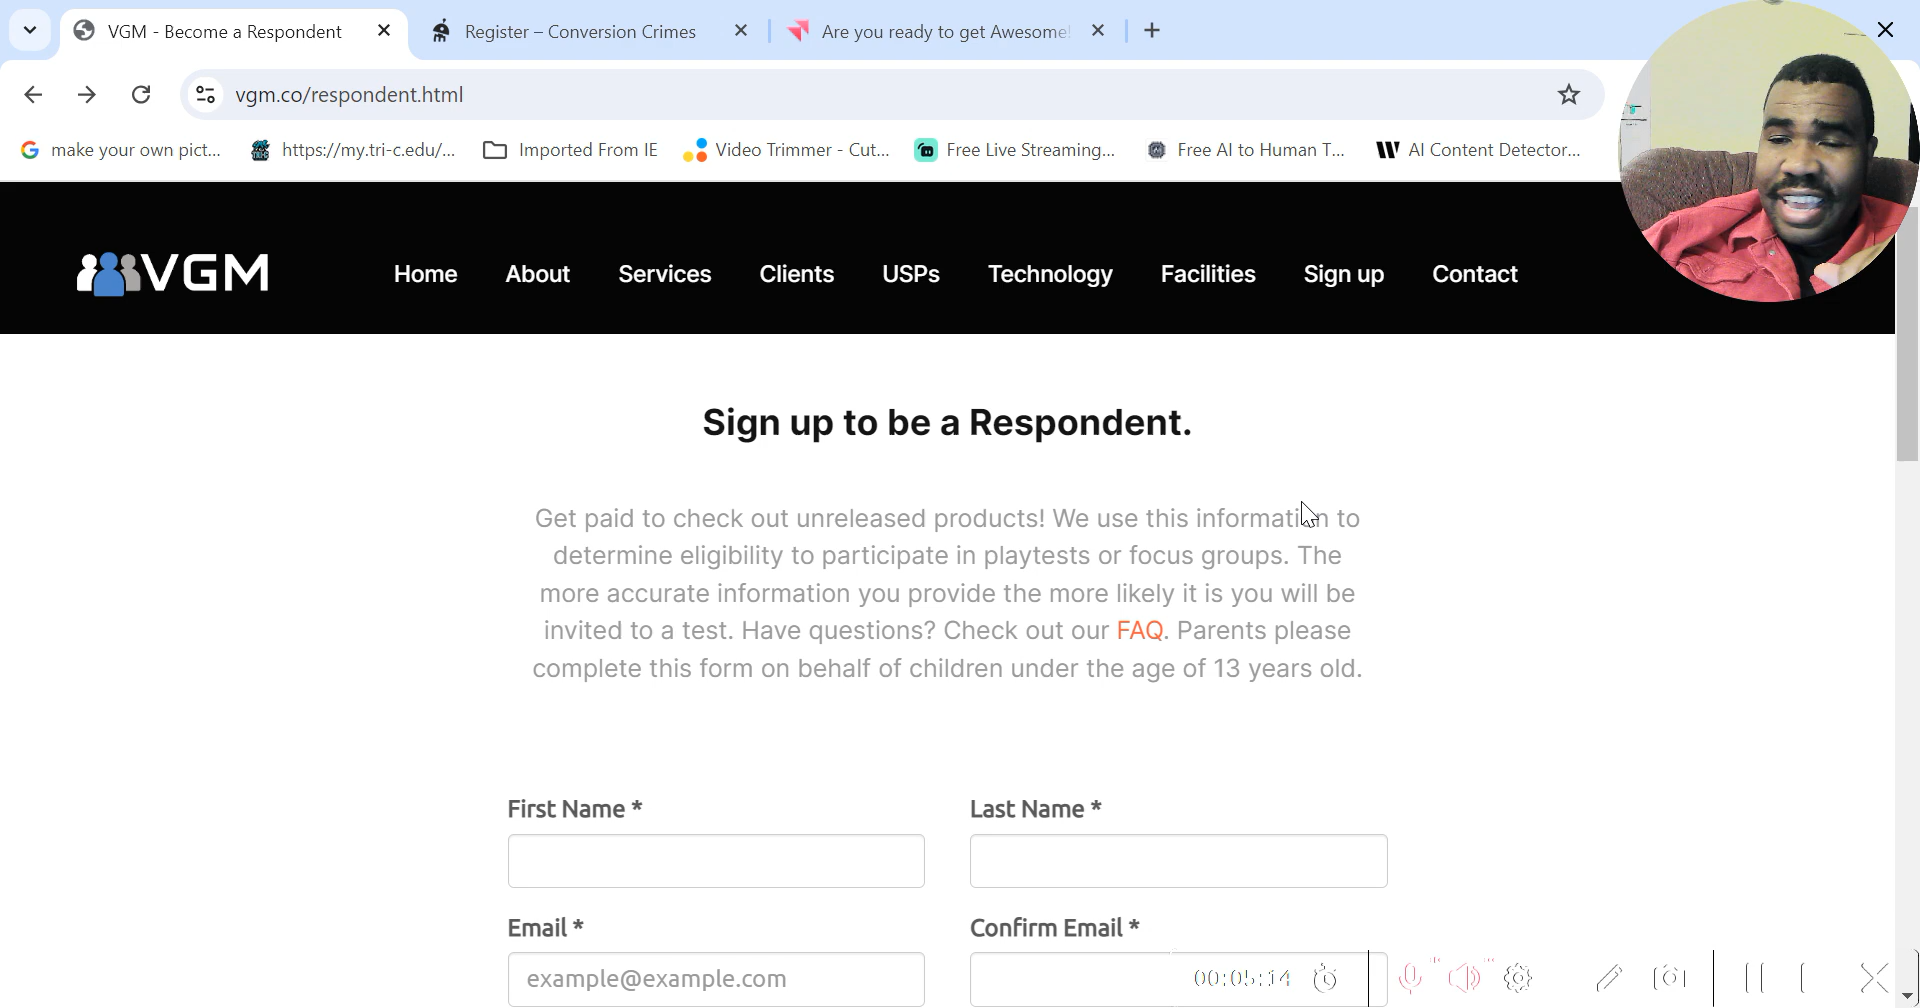 VGM - Become a Respondent
Register – Conversion Crimes
Are you ready to get Awesome!
vgm.co/respondent.html
make your own pict...
https://my.tri-c.edu/...
Imported From IE
Video Trimmer - Cut...
Free Live Streaming...
Free AI to Human T...
AI Content Detector...
VGM
Home
About
Services
Clients
USPs
Technology
Facilities
Sign up
Contact
Sign up to be a Respondent.
Get paid to check out unreleased products! We use this information to
determine eligibility to participate in playtests or focus groups. The
more accurate information you provide the more likely it is you will be
invited to a test. Have questions? Check out our FAQ. Parents please
complete this form on behalf of children under the age of 13 years old.
First Name *
Last Name *
Email *
Confirm Email *
example@example.com
00:05:14